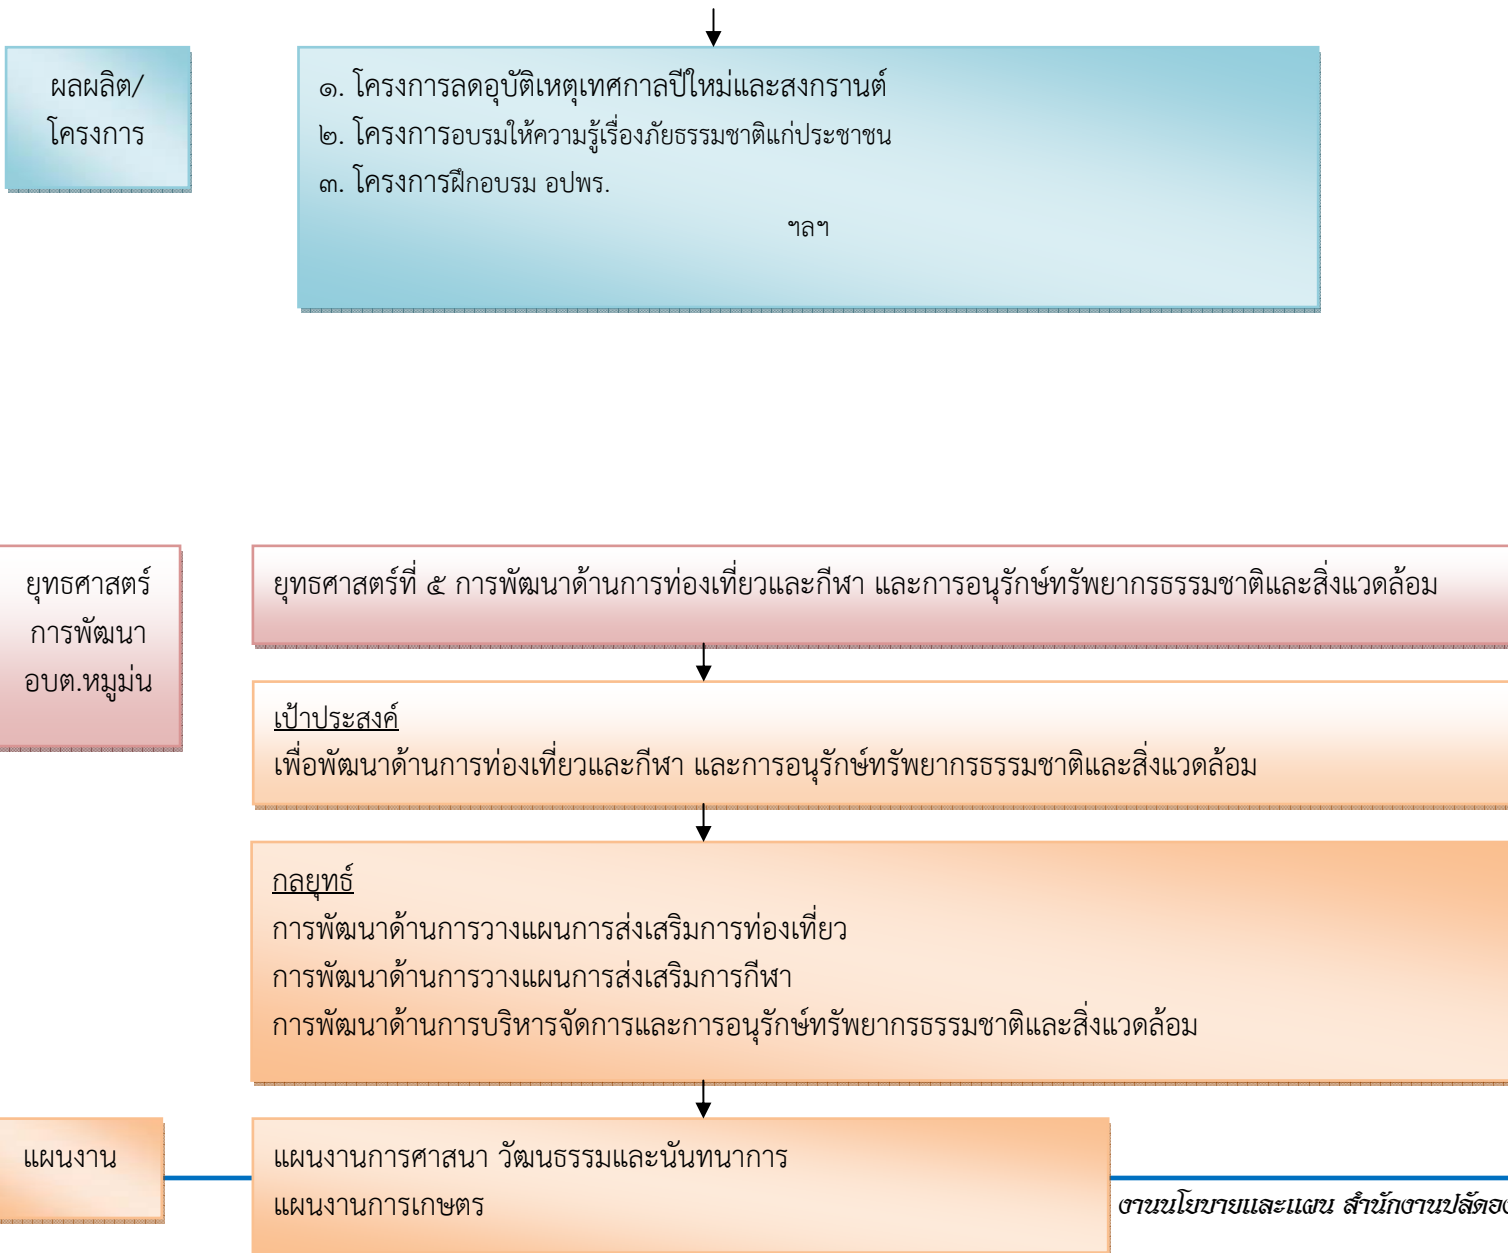 ผลผลิต/
โครงการ
๑. โครงการลดอุบัติเหตุเทศกาลปีใหม่และสงกรานต์
๒. โครงการอบรมให้ความรู้เรื่องภัยธรรมชาติแก่ประชาชน
๓. โครงการฝึกอบรม อปพร.
ฯลฯ
ยุทธศาสตร์
การพัฒนา
อบต.หมูม่น
ยุทธศาสตร์ที่ ๕ การพัฒนาด้านการท่องเที่ยวและกีฬา และการอนุรักษ์ทรัพยากรธรรมชาติและสิ่งแวดล้อม
เป้าประสงค์
เพื่อพัฒนาด้านการท่องเที่ยวและกีฬา และการอนุรักษ์ทรัพยากรธรรมชาติและสิ่งแวดล้อม
กลยุทธ์
การพัฒนาด้านการวางแผนการส่งเสริมการท่องเที่ยว
การพัฒนาด้านการวางแผนการส่งเสริมการกีฬา
การพัฒนาด้านการบริหารจัดการและการอนุรักษ์ทรัพยากรธรรมชาติและสิ่งแวดล้อม
แผนงาน
แผนงานการศาสนา วัฒนธรรมและนันทนาการ
แผนงานการเกษตร
งานนโยบายและแผน สำนักงานปลัด